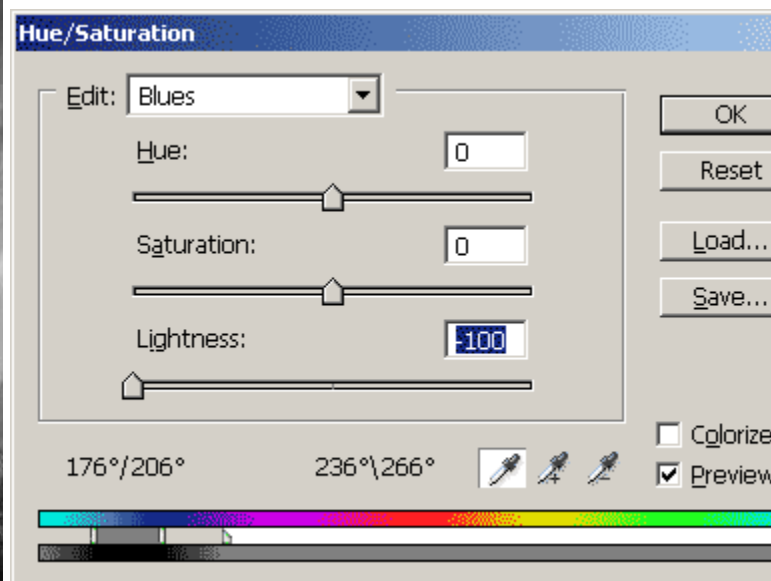 Hue/Saturation
Edit: Blues
OK
Hue: 0
Reset
Saturation: 0
Load...
Save...
Lightness: -100
Colorize
176°/206° 236°\266°
Preview